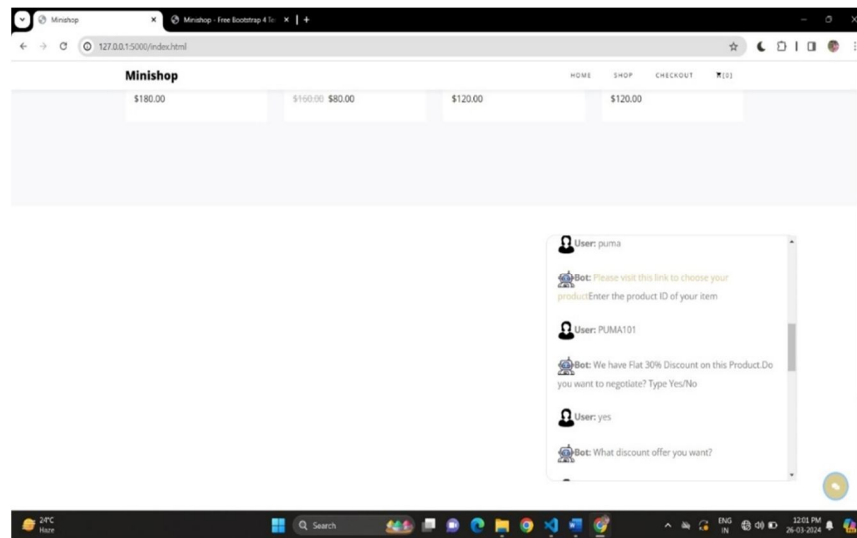 Minishop
Minishop - Free Bootstrap 4 Te
127.0.0.1:5000/index.html
Minishop
HOME SHOP CHECKOUT [0]
$180.00 $160.00 $80.00 $120.00 $120.00
User: puma
Bot: Please visit this link to choose your
productEnter the product ID of your item
User: PUMA101
Bot: We have Flat 30% Discount on this Product.Do
you want to negotiate? Type Yes/No
User: yes
Bot: What discount offer you want?
24°C
Haze
Search
ENG
IN
12:01 PM
26-03-2024